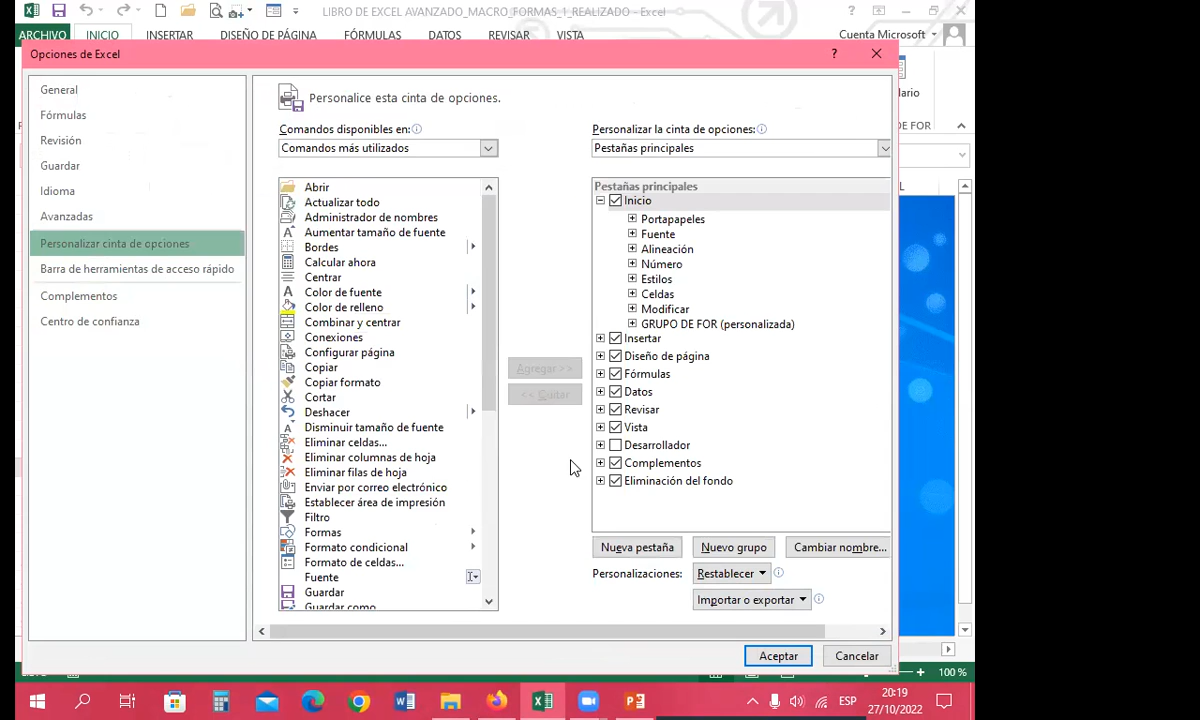 LIBRO DE EXCEL AVANZADO_MACRO_FORMAS_1_REALIZADO - Excel
ARCHIVO INICIO INSERTAR DISEÑO DE PÁGINA FÓRMULAS DATOS REVISAR VISTA Cuenta Microsoft
Opciones de Excel
General
Fórmulas
Revisión
Guardar
Idioma
Avanzadas
Personalizar cinta de opciones
Barra de herramientas de acceso rápido
Complementos
Centro de confianza
Personalice esta cinta de opciones.
Comandos disponibles en:
Comandos más utilizados
Abrir
Actualizar todo
Administrador de nombres
Aumentar tamaño de fuente
Bordes
Calcular ahora
Centrar
Color de fuente
Color de relleno
Combinar y centrar
Conexiones
Configurar página
Copiar
Copiar formato
Cortar
Deshacer
Disminuir tamaño de fuente
Eliminar celdas...
Eliminar columnas de hoja
Eliminar filas de hoja
Enviar por correo electrónico
Establecer área de impresión
Filtro
Formas
Formato condicional
Formato de celdas...
Fuente
Guardar
Guardar como
Agregar >>
<< Quitar
Personalizar la cinta de opciones:
Pestañas principales
Pestañas principales
Inicio
Portapapeles
Fuente
Alineación
Número
Estilos
Celdas
Modificar
GRUPO DE FOR (personalizada)
Insertar
Diseño de página
Fórmulas
Datos
Revisar
Vista
Desarrollador
Complementos
Eliminación del fondo
Nueva pestaña Nuevo grupo Cambiar nombre...
Personalizaciones: Restablecer
Importar o exportar
Aceptar Cancelar
lario
DE FOR
L
100 %
ESP
20:19
27/10/2022